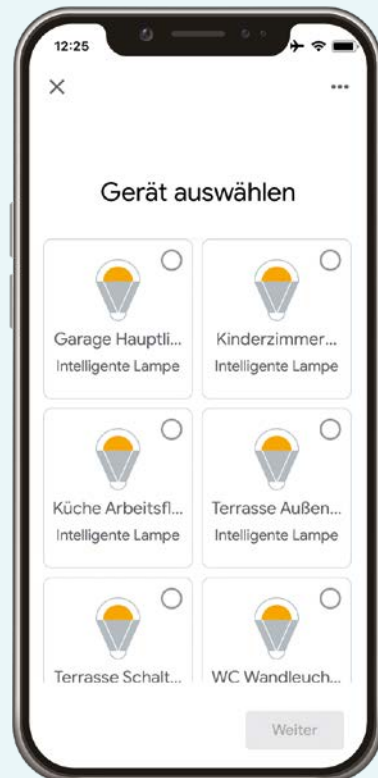 12:25
Gerät auswählen
Garage Hauptli...
Intelligente Lampe
Kinderzimmer...
Intelligente Lampe
Küche Arbeitsfl...
Intelligente Lampe
Terrasse Außen...
Intelligente Lampe
Terrasse Schalt...
WC Wandleuch...
Weiter